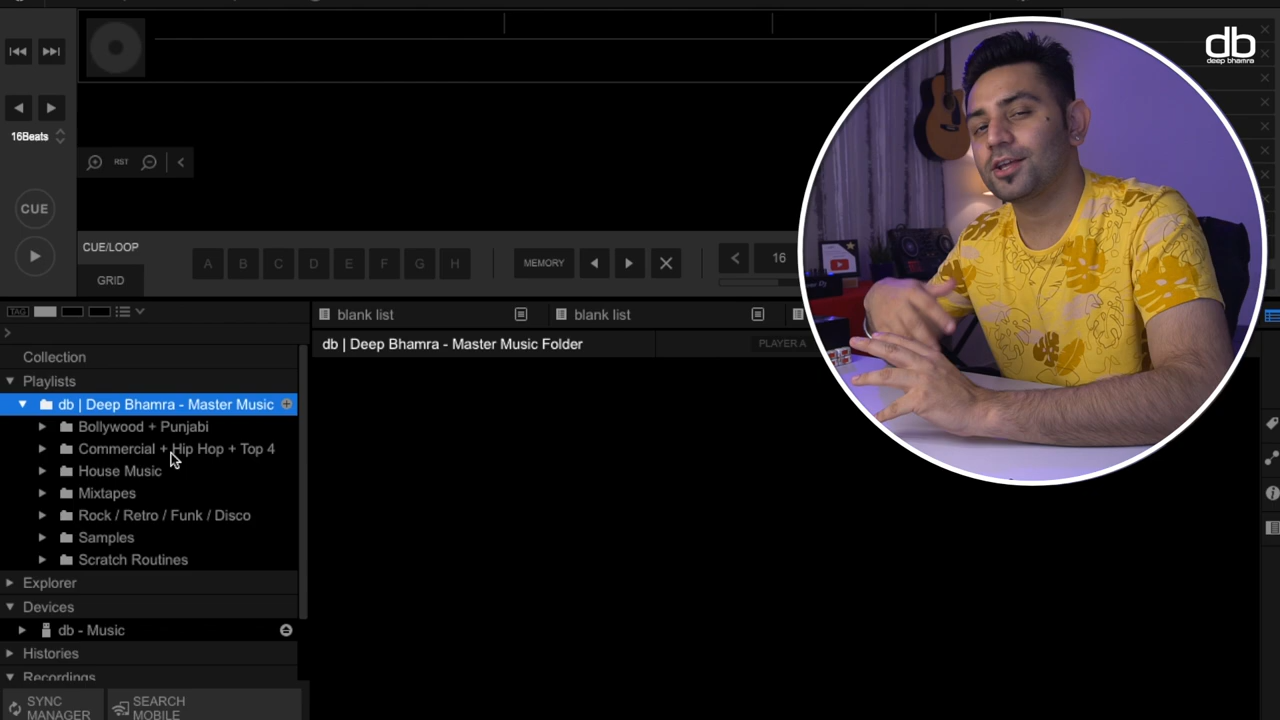 db
deep bhamra
16Beats
RST
CUE
CUE/LOOP
GRID
A B C D E F G H
MEMORY
16
TAG
blank list
blank list
db | Deep Bhamra - Master Music Folder
PLAYER A
Collection
Playlists
db | Deep Bhamra - Master Music
Bollywood + Punjabi
Commercial + Hip Hop + Top 4
House Music
Mixtapes
Rock / Retro / Funk / Disco
Samples
Scratch Routines
Explorer
Devices
db - Music
Histories
Recordings
SYNC
MANAGER
SEARCH
MOBILE